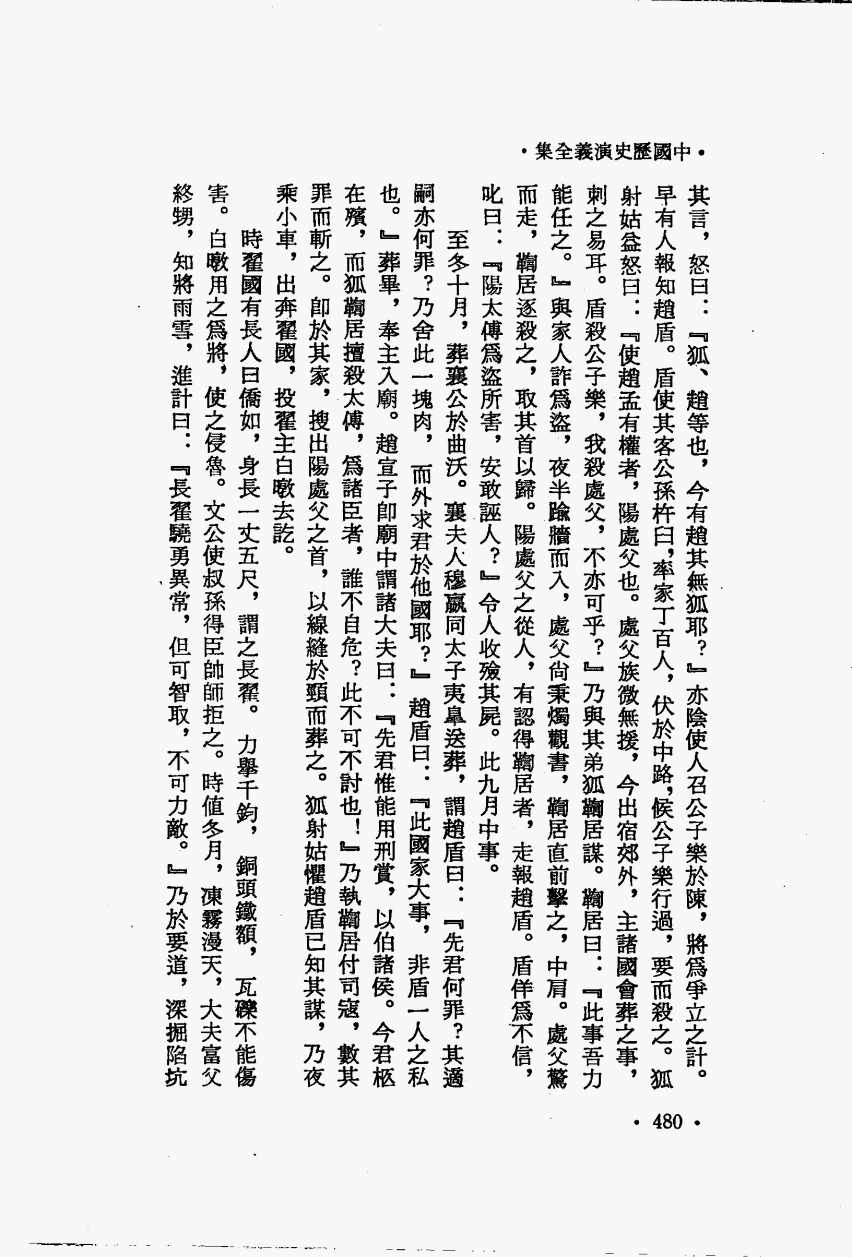 •中國歷史演義全集•
其言，怒曰：『狐、趙等也，今有趙其無狐耶？』亦陰使人召公子樂於陳，將爲爭立之計。
早有人報知趙盾。盾使其客公孫杵臼，率家丁百人，伏於中路，候公子樂行過，要而殺之。狐
射姑益怒曰：『使趙孟有權者，陽處父也。處父族微無援，今出宿郊外，主諸國會葬之事，
刺之易耳。盾殺公子樂，我殺處父，不亦可乎？』乃與其弟狐鞫居謀。鞫居曰：『此事吾力
能任之。』與家人詐爲盜，夜半踰牆而入，處父尙秉燭觀書，鞫居直前擊之，中肩。處父驚
而走，鞫居逐殺之，取其首以歸。陽處父之從人，有認得鞫居者，走報趙盾。盾佯爲不信，
叱曰：『陽太傅爲盜所害，安敢誣人？』令人收殮其屍。此九月中事。
至冬十月，葬襄公於曲沃。襄夫人穆嬴同太子夷臯送葬，謂趙盾曰：『先君何罪？其適
嗣亦何罪？乃舍此一塊肉，而外求君於他國耶？』趙盾曰：『此國家大事，非盾一人之私
也。』葬畢，奉主入廟。趙宣子卽廟中謂諸大夫曰：『先君惟能用刑賞，以伯諸侯。今君柩
在殯，而狐鞫居擅殺太傅，爲諸臣者，誰不自危？此不可不討也！』乃執鞫居付司寇，數其
罪而斬之。卽於其家，搜出陽處父之首，以線縫於頸而葬之。狐射姑懼趙盾已知其謀，乃夜
乘小車，出奔翟國，投翟主白暾去訖。
時翟國有長人曰僑如，身長一丈五尺，謂之長翟。力擧千鈞，銅頭鐵額，瓦礫不能傷
害。白暾用之爲將，使之侵魯。文公使叔孫得臣帥師拒之。時値冬月，凍霧漫天，大夫富父
終甥，知將雨雪，進計曰：『長翟驍勇異常，但可智取，不可力敵。』乃於要道，深掘陷坑
•480•